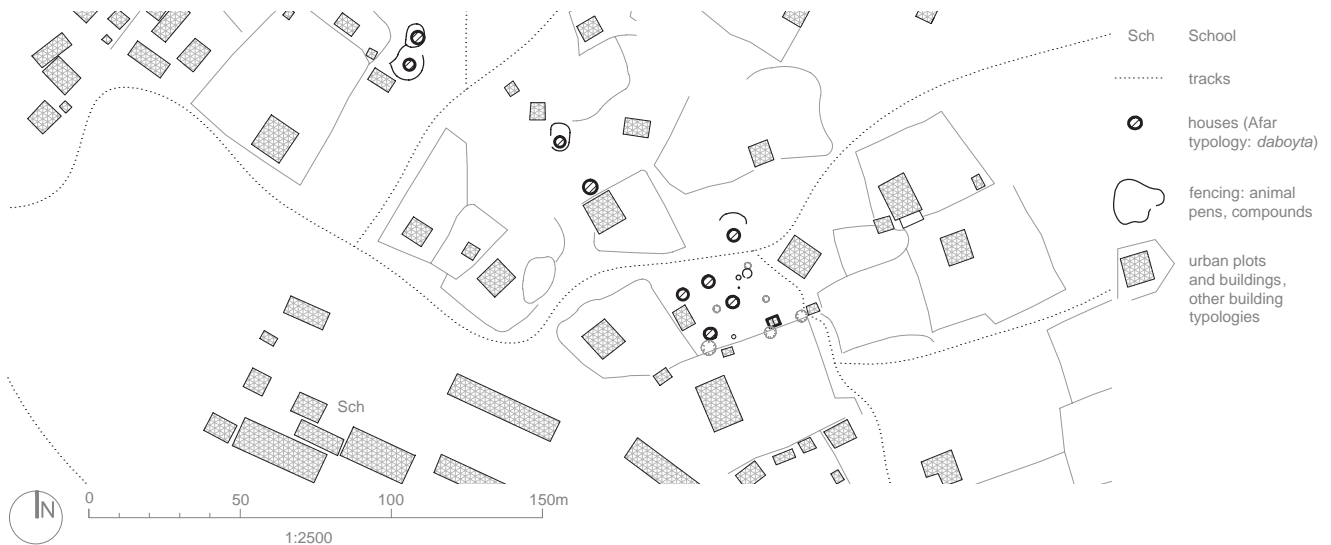 Sch School
tracks
houses (Afar
typology: daboyta)
fencing: animal
pens, compounds
urban plots
and buildings,
other building
typologies
Sch
N
0 50 100 150m
1:2500